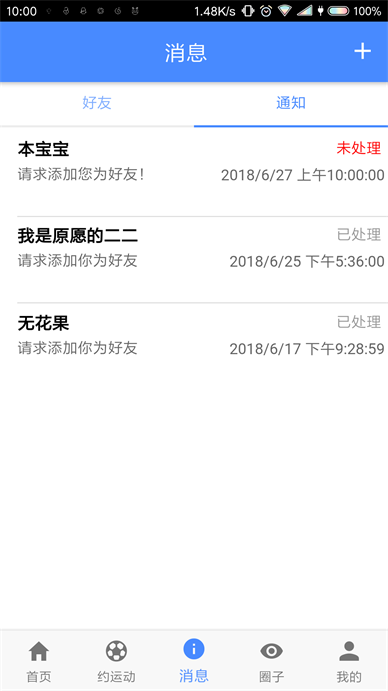 10:00 1.48K/s 100%
消息
好友 通知
本宝宝 未处理
请求添加您为好友! 2018/6/27 上午10:00:00
我是原愿的二二 已处理
请求添加你为好友 2018/6/25 下午5:36:00
无花果 已处理
请求添加你为好友 2018/6/17 下午9:28:59
首页 约运动 消息 圈子 我的